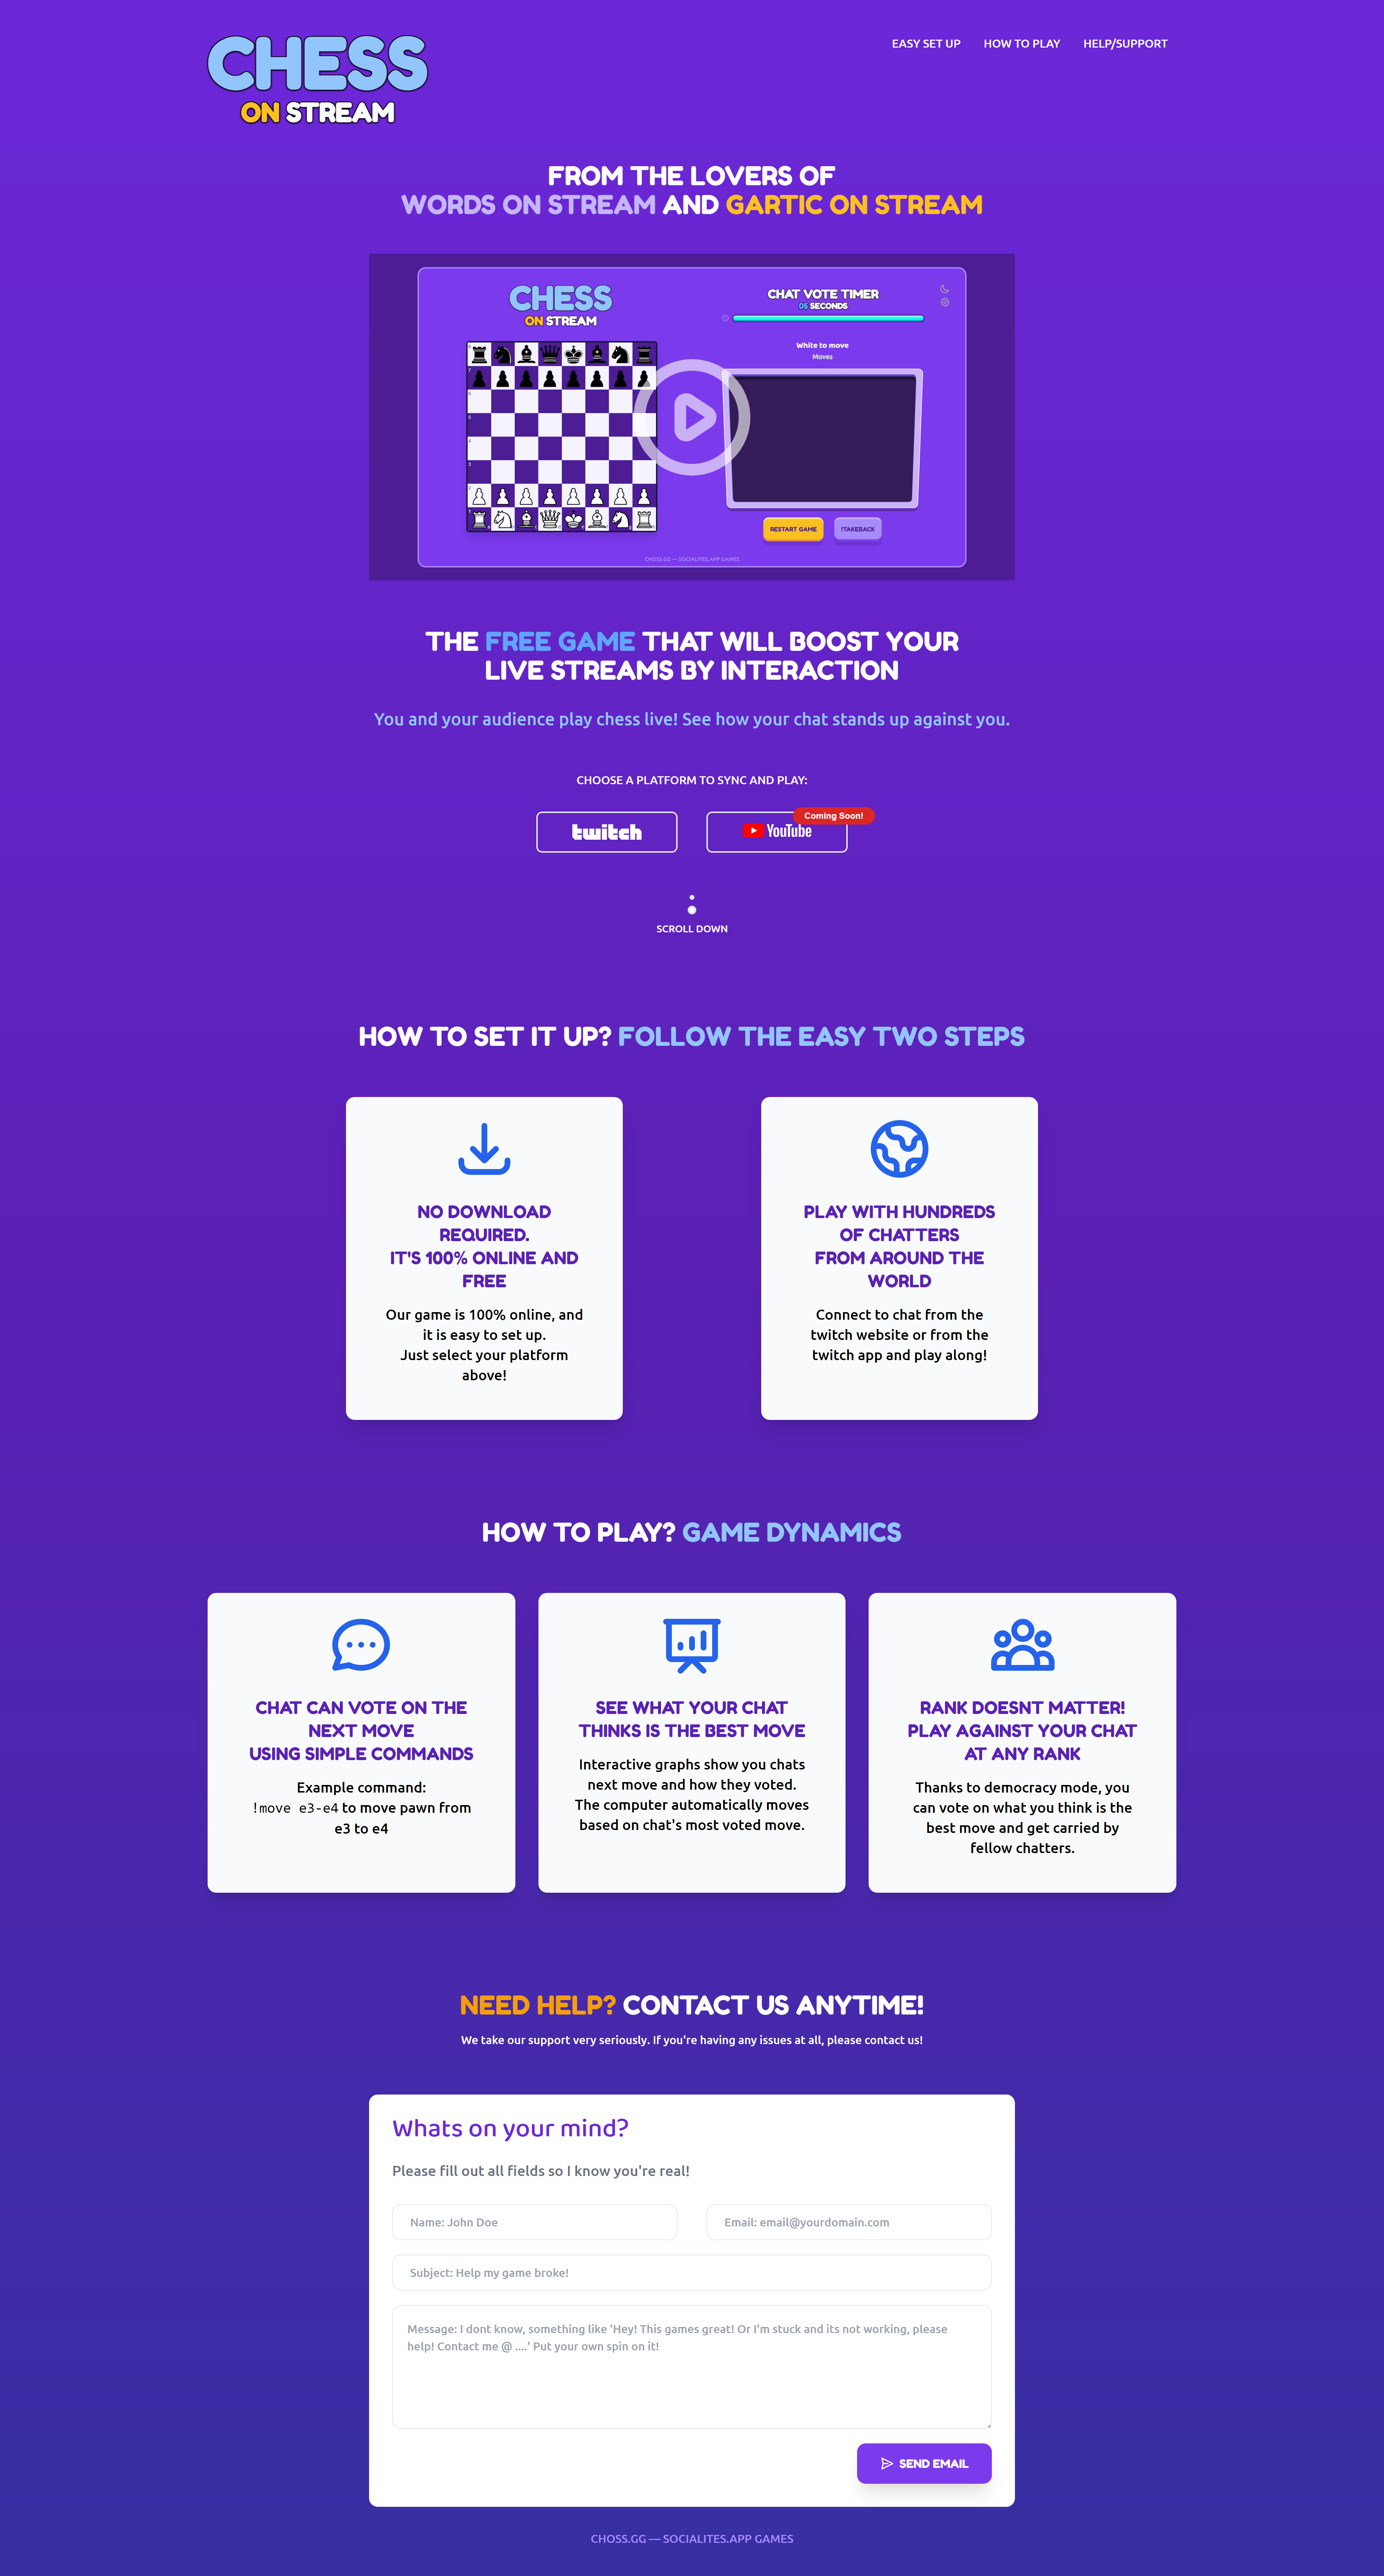 CHESS
ON STREAM
EASY SET UP
HOW TO PLAY
HELP/SUPPORT
FROM THE LOVERS OF
WORDS ON STREAM AND GARTIC ON STREAM
CHESS
ON STREAM
CHAT VOTE TIMER
05 SECONDS
White to move
Moves
RESTART GAME
!TAKEBACK
CHOSS.GG — SOCIALITES.APP GAMES
THE FREE GAME THAT WILL BOOST YOUR
LIVE STREAMS BY INTERACTION
You and your audience play chess live! See how your chat stands up against you.
CHOOSE A PLATFORM TO SYNC AND PLAY:
twitch
YouTube
Coming Soon!
SCROLL DOWN
HOW TO SET IT UP? FOLLOW THE EASY TWO STEPS
NO DOWNLOAD
REQUIRED.
IT'S 100% ONLINE AND
FREE
Our game is 100% online, and
it is easy to set up.
Just select your platform
above!
PLAY WITH HUNDREDS
OF CHATTERS
FROM AROUND THE
WORLD
Connect to chat from the
twitch website or from the
twitch app and play along!
HOW TO PLAY? GAME DYNAMICS
CHAT CAN VOTE ON THE
NEXT MOVE
USING SIMPLE COMMANDS
Example command:
!move e3-e4 to move pawn from
e3 to e4
SEE WHAT YOUR CHAT
THINKS IS THE BEST MOVE
Interactive graphs show you chats
next move and how they voted.
The computer automatically moves
based on chat's most voted move.
RANK DOESNT MATTER!
PLAY AGAINST YOUR CHAT
AT ANY RANK
Thanks to democracy mode, you
can vote on what you think is the
best move and get carried by
fellow chatters.
NEED HELP? CONTACT US ANYTIME!
We take our support very seriously. If you're having any issues at all, please contact us!
Whats on your mind?
Please fill out all fields so I know you're real!
Name: John Doe
Email: email@yourdomain.com
Subject: Help my game broke!
Message: I dont know, something like 'Hey! This games great! Or I'm stuck and its not working, please
help! Contact me @ ....' Put your own spin on it!
SEND EMAIL
CHOSS.GG — SOCIALITES.APP GAMES